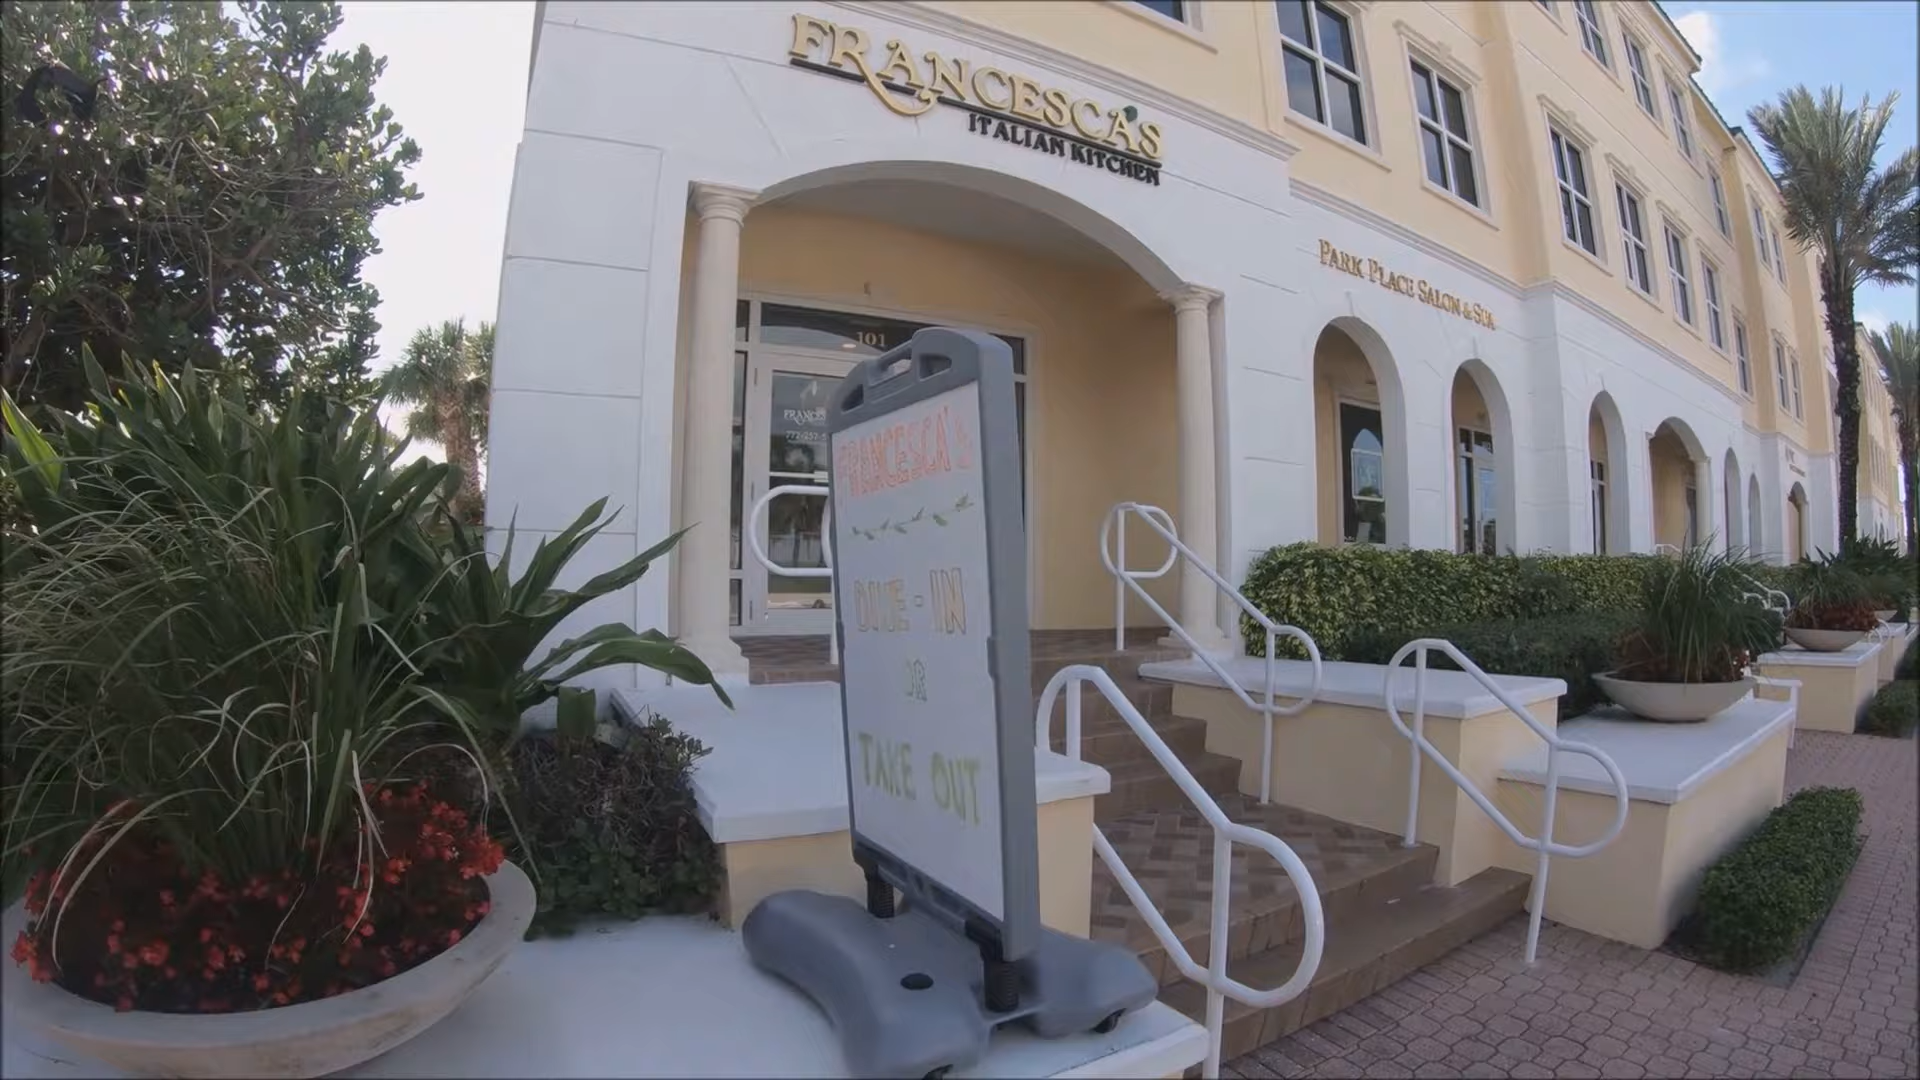 FRANCESCA'S
ITALIAN KITCHEN
PARK PLACE SALON & SPA
101
FRANCESCA'S
DINE-IN
OR
TAKE OUT